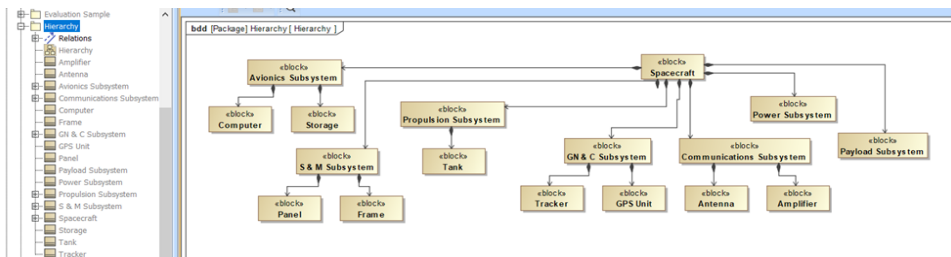 Evaluation Sample
Hierarchy
Relations
Hierarchy
Amplifier
Antenna
Avionics Subsystem
Communications Subsystem
Computer
Frame
GN & C Subsystem
GPS Unit
Panel
Payload Subsystem
Power Subsystem
Propulsion Subsystem
S & M Subsystem
Spacecraft
Storage
Tank
Tracker
bdd [Package] Hierarchy [ Hierarchy ]
«block»
Avionics Subsystem
«block»
Spacecraft
«block»
Computer
«block»
Storage
«block»
Propulsion Subsystem
«block»
Power Subsystem
«block»
Payload Subsystem
«block»
S & M Subsystem
«block»
Tank
«block»
GN & C Subsystem
«block»
Communications Subsystem
«block»
Panel
«block»
Frame
«block»
Tracker
«block»
GPS Unit
«block»
Antenna
«block»
Amplifier